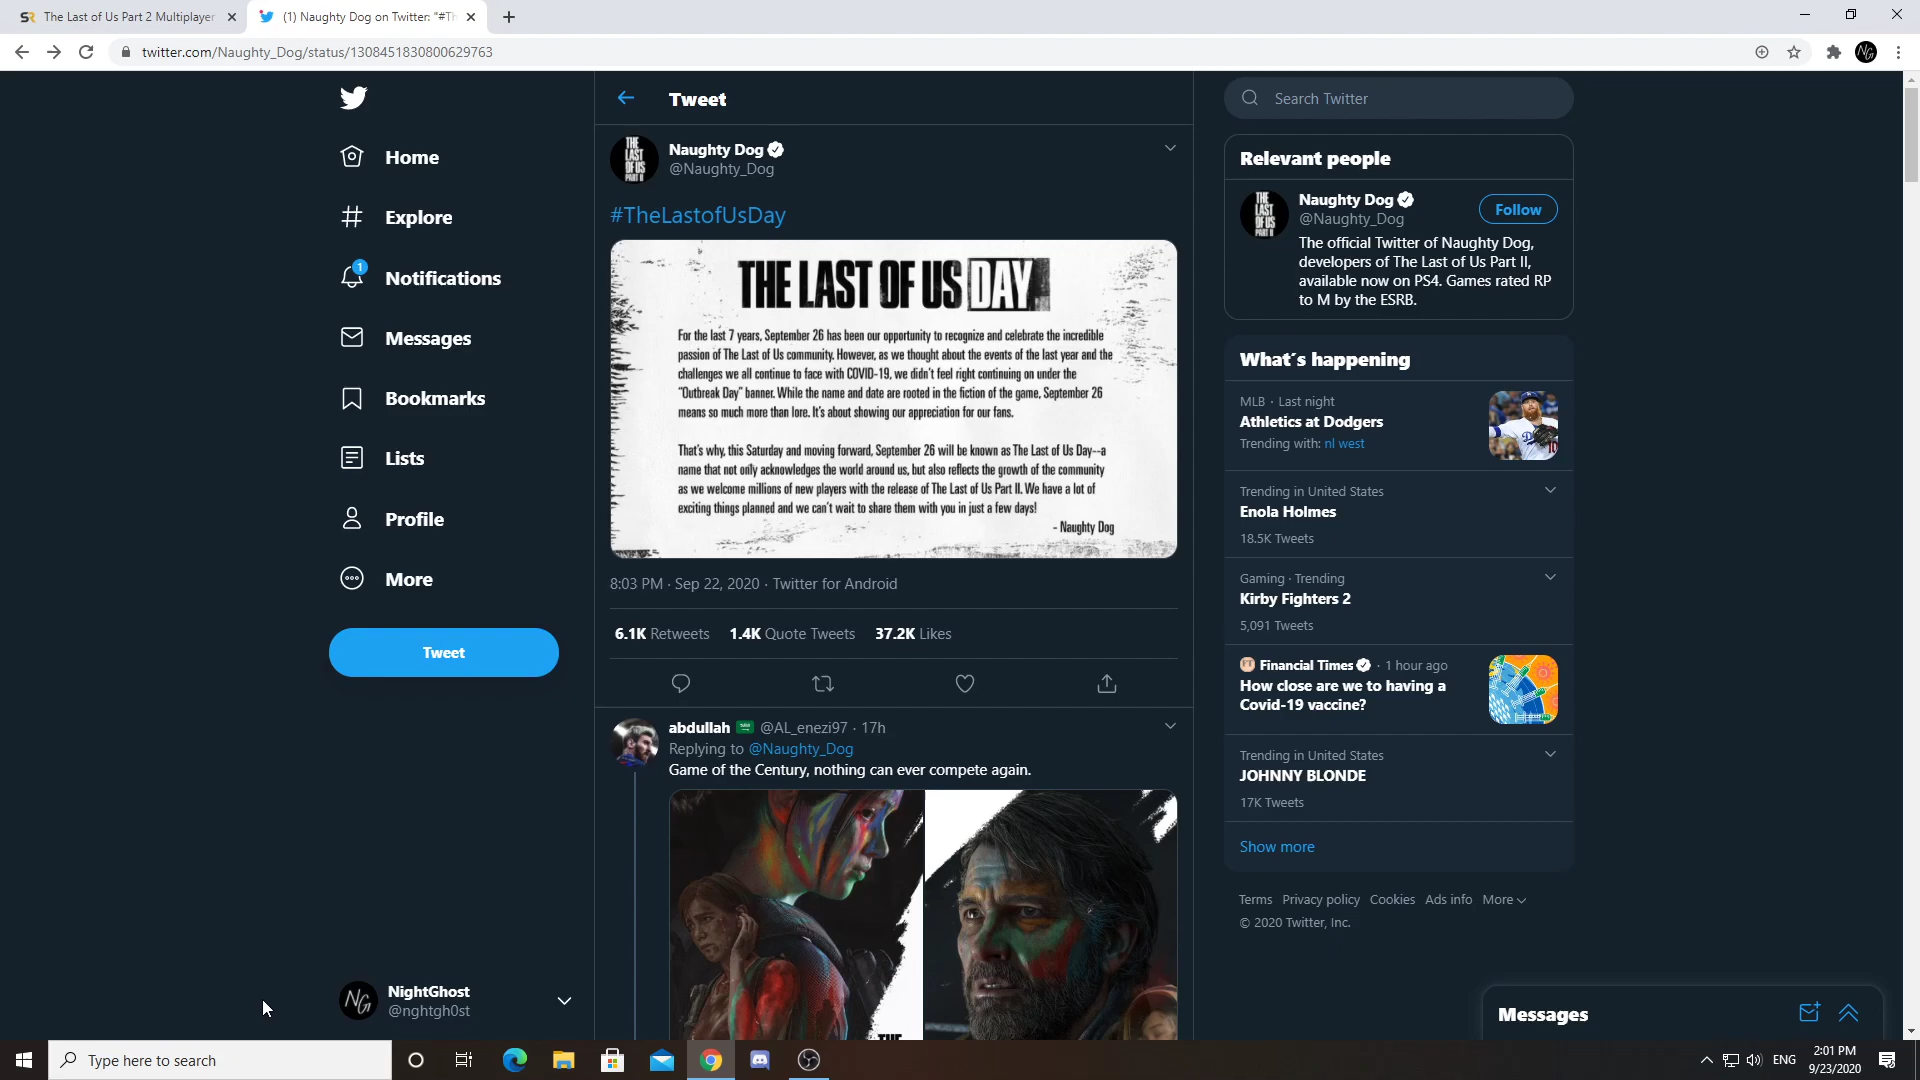 The Last of Us Part 2 Multiplayer
(1) Naughty Dog on Twitter: "#Th
twitter.com/Naughty_Dog/status/1308451830800629763
NG
Home
Explore
1
Notifications
Messages
Bookmarks
Lists
Profile
More
Tweet
NG
NightGhost
@nghtgh0st
Tweet
THE
LAST
OF US
PART II
Naughty Dog
@Naughty_Dog
#TheLastofUsDay
THE LAST OF US DAY
For the last 7 years, September 26 has been our opportunity to recognize and celebrate the incredible
passion of The Last of Us community. However, as we thought about the events of the last year and the
challenges we all continue to face with COVID-19, we didn't feel right continuing on under the
"Outbreak Day" banner. While the name and date are rooted in the fiction of the game, September 26
means so much more than lore. It's about showing our appreciation for our fans.
That's why, this Saturday and moving forward, September 26 will be known as The Last of Us Day--a
name that not only acknowledges the world around us, but also reflects the growth of the community
as we welcome millions of new players with the release of The Last of Us Part II. We have a lot of
exciting things planned and we can't wait to share them with you in just a few days!
- Naughty Dog
8:03 PM · Sep 22, 2020 · Twitter for Android
6.1K Retweets 1.4K Quote Tweets 37.2K Likes
abdullah @AL_enezi97 · 17h
Replying to @Naughty_Dog
Game of the Century, nothing can ever compete again.
THE
Search Twitter
Relevant people
THE
LAST
OF US
PART II
Naughty Dog
@Naughty_Dog
Follow
The official Twitter of Naughty Dog,
developers of The Last of Us Part II,
available now on PS4. Games rated RP
to M by the ESRB.
What's happening
MLB · Last night
Athletics at Dodgers
Trending with: nl west
Trending in United States
Enola Holmes
18.5K Tweets
Gaming · Trending
Kirby Fighters 2
5,091 Tweets
Financial Times · 1 hour ago
How close are we to having a
Covid-19 vaccine?
Trending in United States
JOHNNY BLONDE
17K Tweets
Show more
Terms Privacy policy Cookies Ads info More
© 2020 Twitter, Inc.
Messages
Type here to search
ENG
2:01 PM
9/23/2020